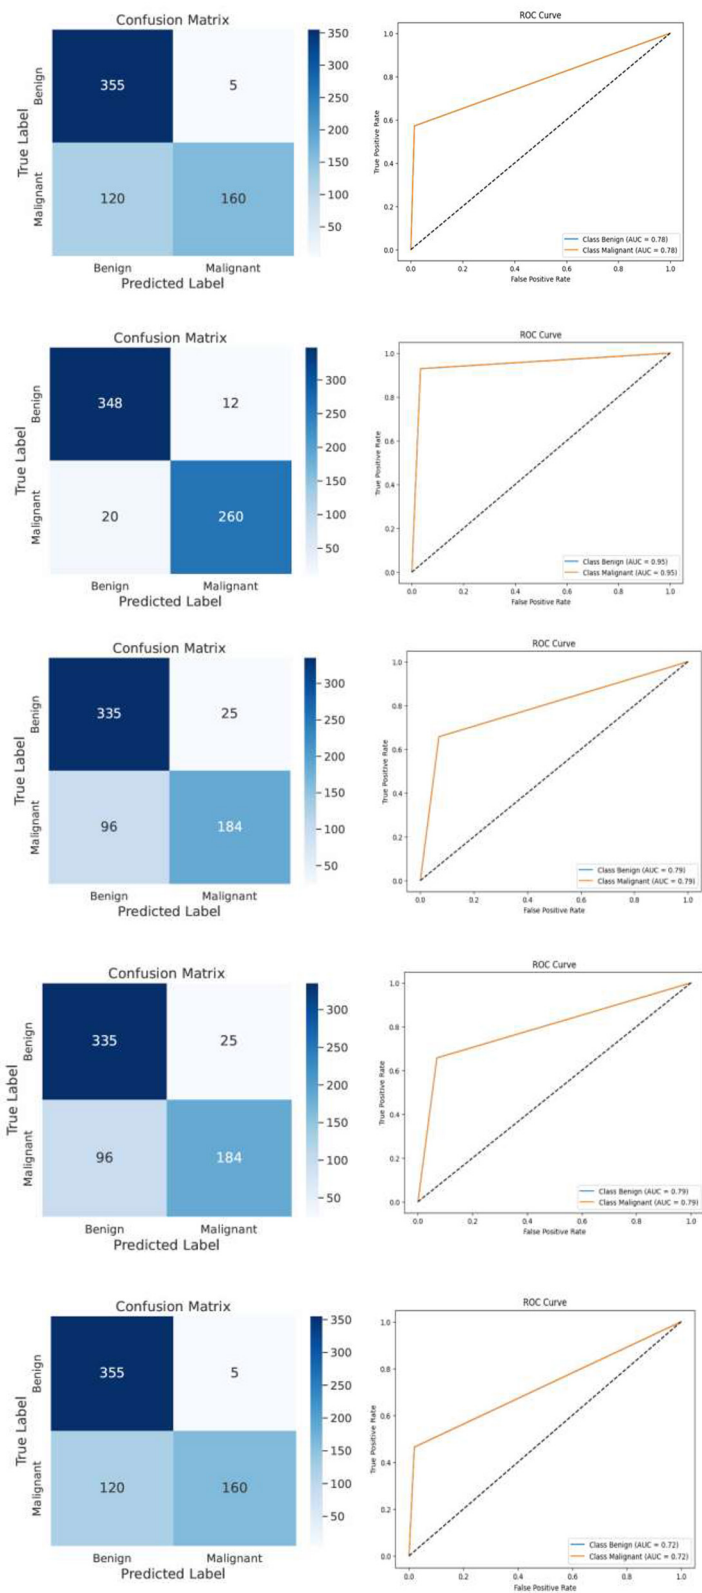 Confusion Matrix
True Label
Benign
Malignant
355 5
120 160
350
300
250
200
150
100
50
Benign Malignant
Predicted Label
ROC Curve
True Positive Rate
1.0
0.8
0.6
0.4
0.2
0.0
Class Benign (AUC = 0.78)
Class Malignant (AUC = 0.78)
0.0 0.2 0.4 0.6 0.8 1.0
False Positive Rate
Confusion Matrix
True Label
Benign
Malignant
348 12
20 260
300
250
200
150
100
50
Benign Malignant
Predicted Label
ROC Curve
True Positive Rate
1.0
0.8
0.6
0.4
0.2
0.0
Class Benign (AUC = 0.95)
Class Malignant (AUC = 0.95)
0.0 0.2 0.4 0.6 0.8 1.0
False Positive Rate
Confusion Matrix
True Label
Benign
Malignant
335 25
96 184
300
250
200
150
100
50
Benign Malignant
Predicted Label
ROC Curve
True Positive Rate
1.0
0.8
0.6
0.4
0.2
0.0
Class Benign (AUC = 0.79)
Class Malignant (AUC = 0.79)
0.0 0.2 0.4 0.6 0.8 1.0
False Positive Rate
Confusion Matrix
True Label
Benign
Malignant
335 25
96 184
300
250
200
150
100
50
Benign Malignant
Predicted Label
ROC Curve
True Positive Rate
1.0
0.8
0.6
0.4
0.2
0.0
Class Benign (AUC = 0.79)
Class Malignant (AUC = 0.79)
0.0 0.2 0.4 0.6 0.8 1.0
False Positive Rate
Confusion Matrix
True Label
Benign
Malignant
355 5
120 160
350
300
250
200
150
100
50
Benign Malignant
Predicted Label
ROC Curve
True Positive Rate
1.0
0.8
0.6
0.4
0.2
0.0
Class Benign (AUC = 0.72)
Class Malignant (AUC = 0.72)
0.0 0.2 0.4 0.6 0.8 1.0
False Positive Rate